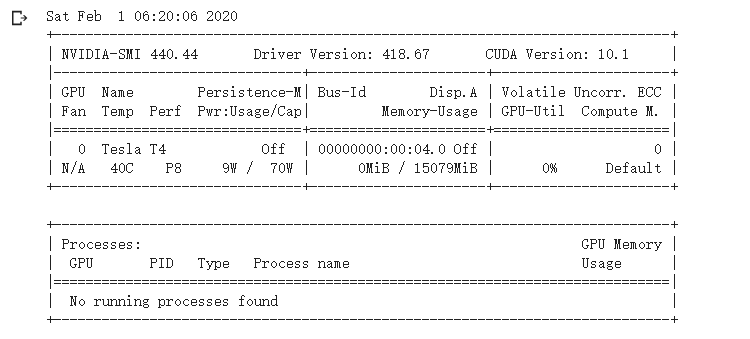 Sat Feb  1 06:20:06 2020
+-----------------------------------------------------------------------------+
| NVIDIA-SMI 440.44       Driver Version: 418.67       CUDA Version: 10.1     |
|-------------------------------+----------------------+----------------------+
| GPU  Name        Persistence-M| Bus-Id        Disp.A | Volatile Uncorr. ECC |
| Fan  Temp  Perf  Pwr:Usage/Cap|         Memory-Usage | GPU-Util  Compute M. |
|===============================+======================+======================|
|   0  Tesla T4            Off  | 00000000:00:04.0 Off |                    0 |
| N/A   40C    P8     9W /  70W |      0MiB / 15079MiB |      0%      Default |
+-------------------------------+----------------------+----------------------+
+-----------------------------------------------------------------------------+
| Processes:                                                       GPU Memory |
|  GPU       PID   Type   Process name                             Usage      |
|=============================================================================|
|  No running processes found                                                 |
+-----------------------------------------------------------------------------+